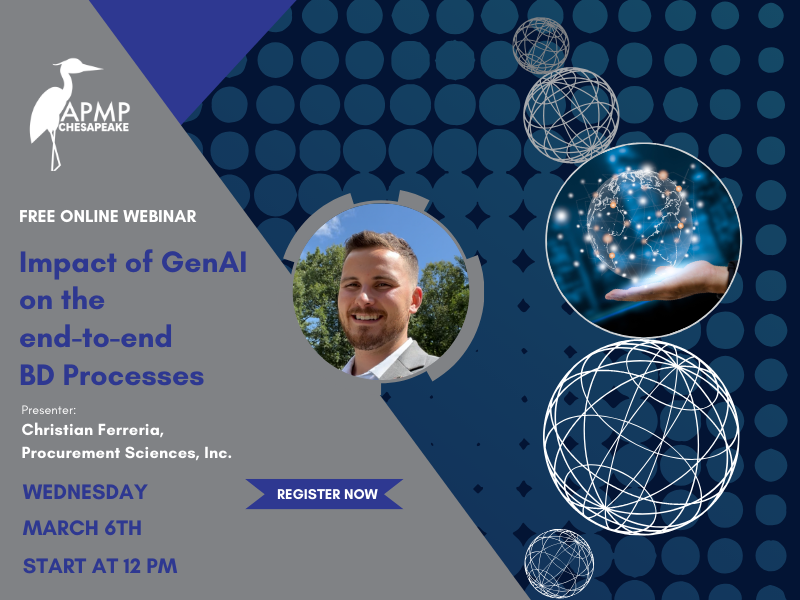 APMP
CHESAPEAKE
FREE ONLINE WEBINAR
Impact of GenAI
on the
end-to-end
BD Processes
Presenter:
Christian Ferreria,
Procurement Sciences, Inc.
WEDNESDAY
MARCH 6TH
START AT 12 PM
REGISTER NOW